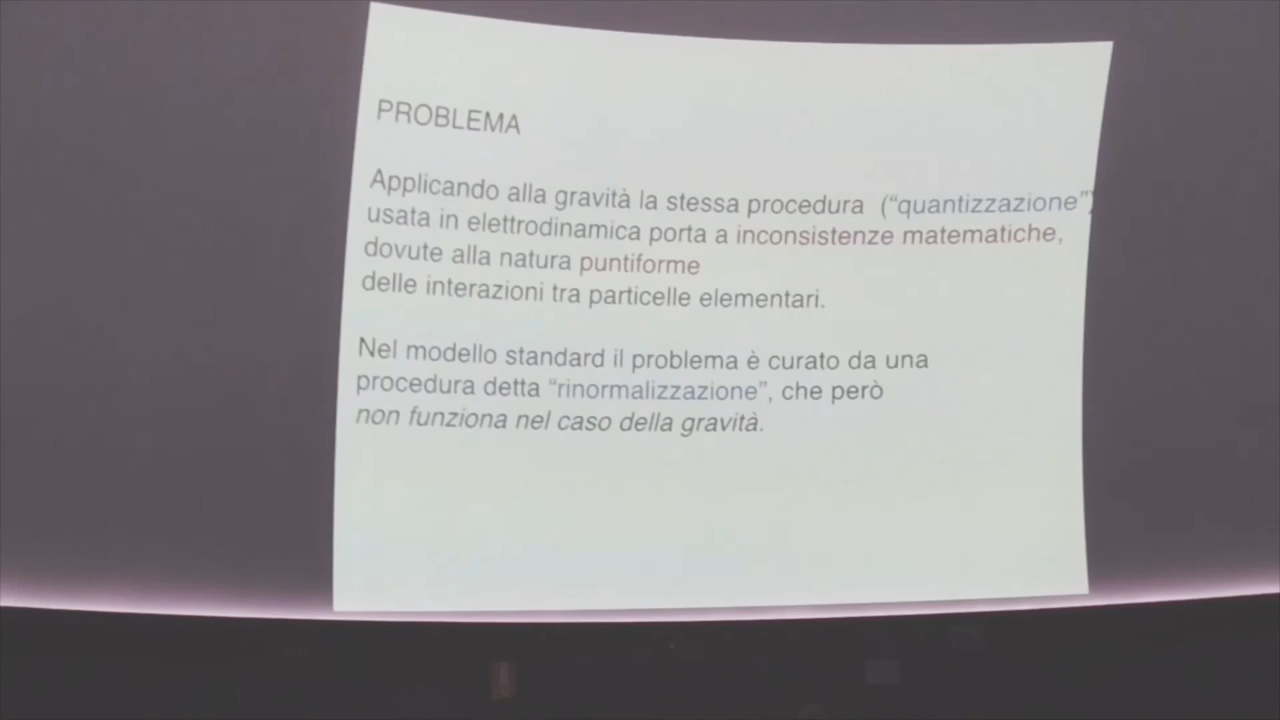 PROBLEMA
Applicando alla gravità la stessa procedura (“quantizzazione”)
usata in elettrodinamica porta a inconsistenze matematiche,
dovute alla natura puntiforme
delle interazioni tra particelle elementari.
Nel modello standard il problema è curato da una
procedura detta “rinormalizzazione”, che però
non funziona nel caso della gravità.